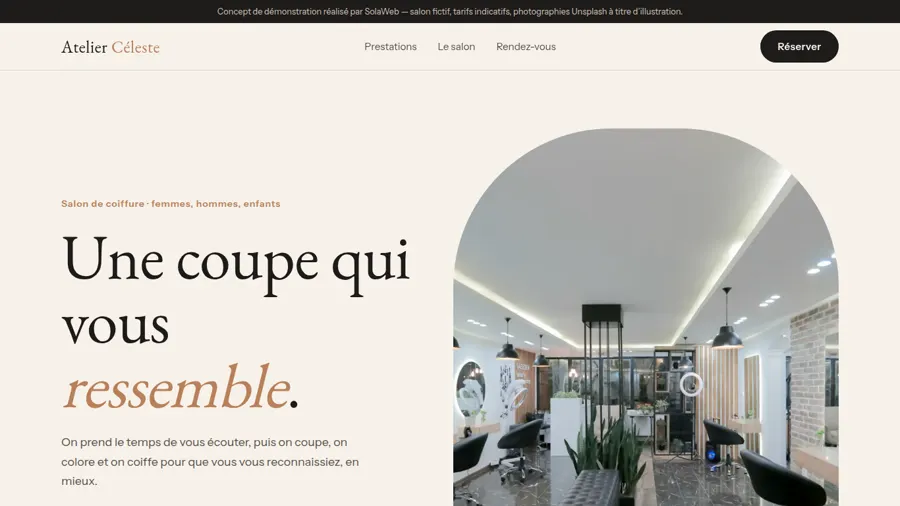 Concept de démonstration réalisé par SolaWeb — salon fictif, tarifs indicatifs, photographies Unsplash à titre d'illustration.
Atelier Céleste
Prestations
Le salon
Rendez-vous
Réserver
Salon de coiffure · femmes, hommes, enfants
Une coupe qui
vous
ressemble.
On prend le temps de vous écouter, puis on coupe, on
colore et on coiffe pour que vous vous reconnaissiez, en
mieux.